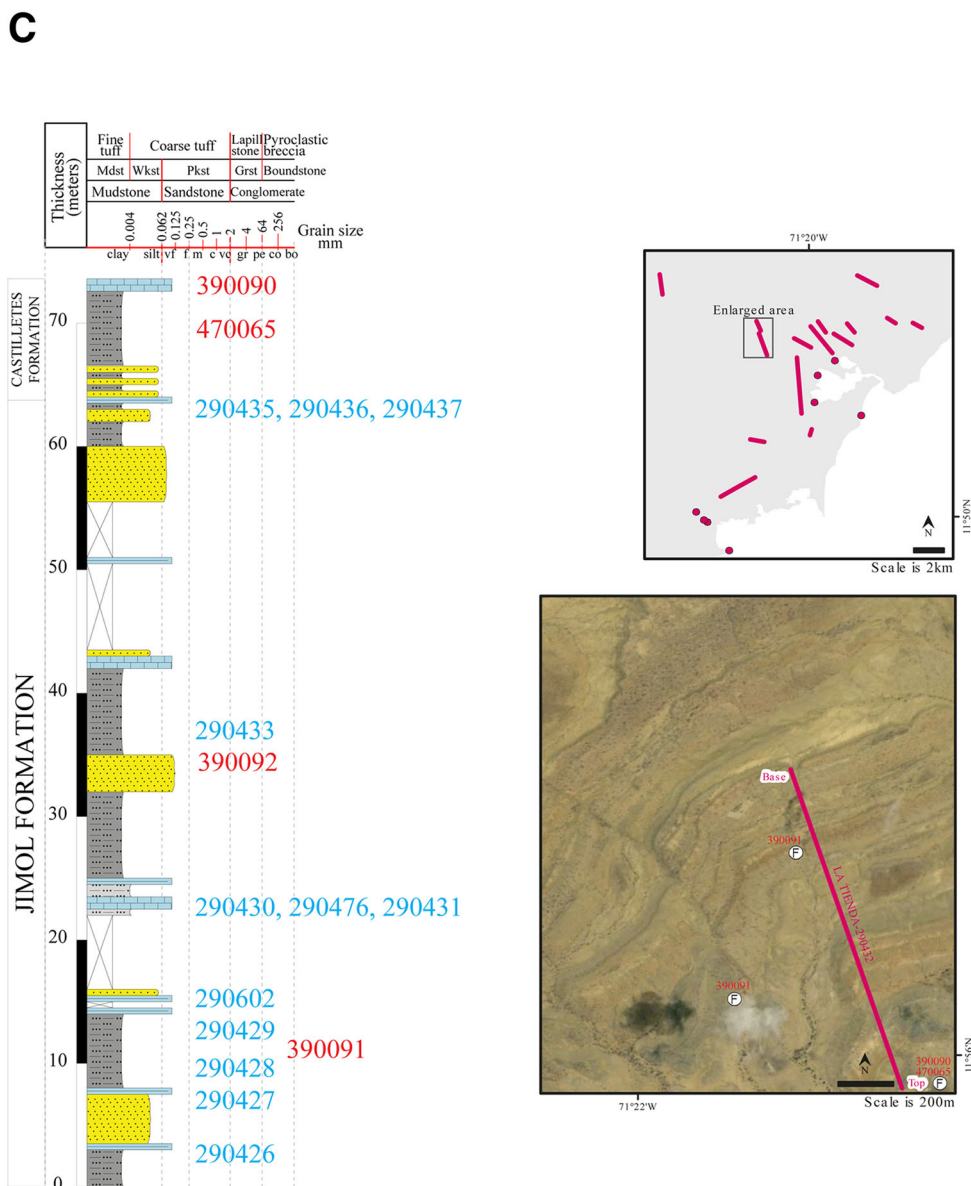 C
Thickness
(meters)
Fine
tuff
Coarse tuff
Lapilli
stone
Pyroclastic
breccia
Mdst
Wkst
Pkst
Grst
Boundstone
Mudstone
Sandstone
Conglomerate
0.004
0.062
0.125
0.25
0.5
1
2
4
64
256
Grain size
mm
clay
silt
vf
f
m
c
vc
gr
pe
co
bo
CASTILLETES
FORMATION
JIMOL FORMATION
70
60
50
40
30
20
10
0
390090
470065
290435, 290436, 290437
290433
390092
290430, 290476, 290431
290602
290429
390091
290428
290427
290426
71°20'W
Enlarged area
11°50'N
N
Scale is 2km
Base
390091
LA TIENDA-290432
390091
390090
470065
Top
N
11°56'N
Scale is 200m
71°22'W
F
F
F